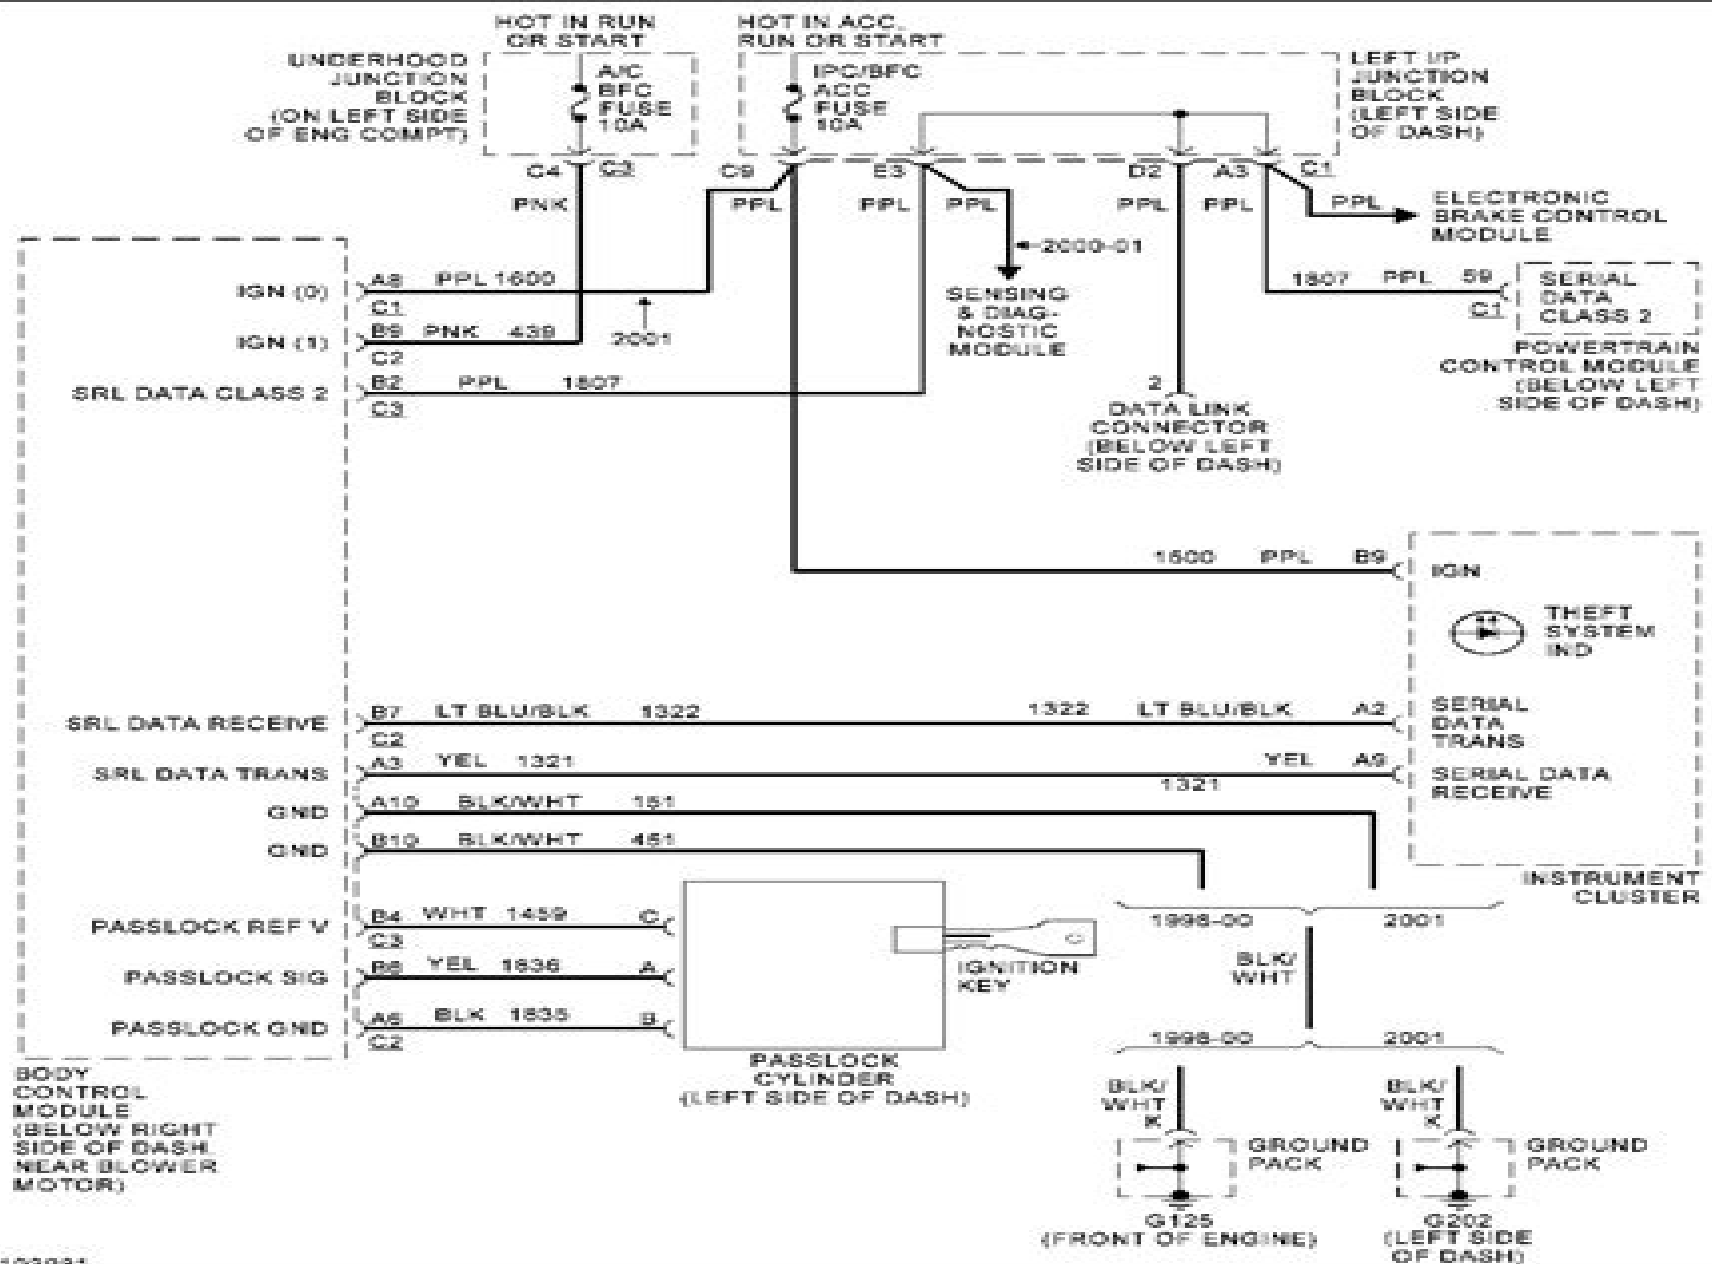 HOT IN RUN
OR START
HOT IN ACC,
RUN OR START
UNDERHOOD
JUNCTION
BLOCK
(ON LEFT SIDE
OF ENG COMPT)
A/C
BFC
FUSE
10A
IPC/BFC
ACC
FUSE
10A
LEFT I/P
JUNCTION
BLOCK
(LEFT SIDE
OF DASH)
C4 C2
C9 E3 D2 A3 C1
PNK PPL PPL PPL PPL PPL PPL
ELECTRONIC
BRAKE CONTROL
MODULE
2000-01
IGN (0) A8 PPL 1600
C1
IGN (1) B9 PNK 439
C2
2001
SRL DATA CLASS 2 B2 PPL 1807
C3
SENSING
& DIAG-
NOSTIC
MODULE
1807 PPL 59
C1
SERIAL
DATA
CLASS 2
POWERTRAIN
CONTROL MODULE
(BELOW LEFT
SIDE OF DASH)
2
DATA LINK
CONNECTOR
(BELOW LEFT
SIDE OF DASH)
PPL B9 IGN
THEFT
SYSTEM
IND
SRL DATA RECEIVE B7 LT BLU/BLK 1322 1322 LT BLU/BLK A2
C2
SERIAL
DATA
TRANS
SRL DATA TRANS A3 YEL 1321 1321 YEL A9
SERIAL DATA
RECEIVE
GND A10 BLK/WHT 151
GND B10 BLK/WHT 451
INSTRUMENT
CLUSTER
PASSLOCK REF V B4 WHT 1459 C
C3
PASSLOCK SIG YEL 1836 A
PASSLOCK GND BLK 1835 B
C2
IGNITION
KEY
PASSLOCK
CYLINDER
(LEFT SIDE OF DASH)
1998-00 2001
BLK/
WHT
1998-00 2001
BLK/
WHT
K
BLK/
WHT
K
GROUND
PACK
GROUND
PACK
G125
(FRONT OF ENGINE)
G202
(LEFT SIDE
OF DASH)
BODY
CONTROL
MODULE
(BELOW RIGHT
SIDE OF DASH
NEAR BLOWER
MOTOR)